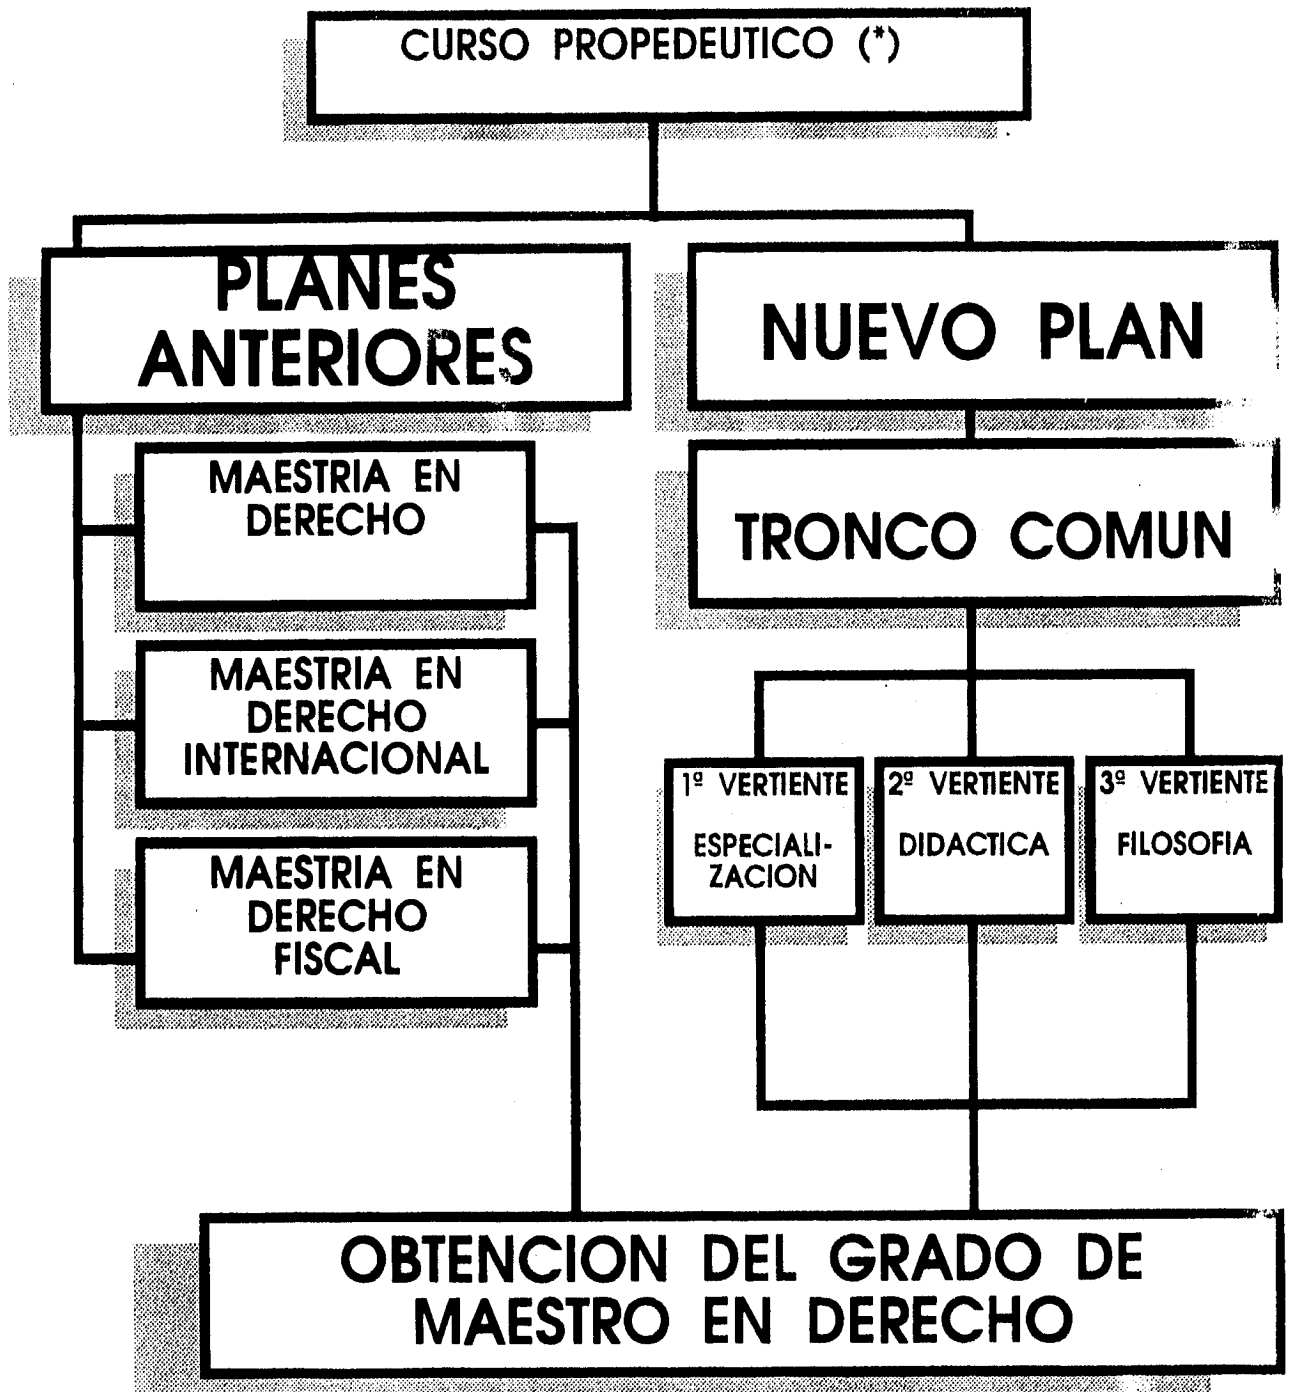 CURSO PROPEDEUTICO (*)
PLANES
ANTERIORES
MAESTRIA EN
DERECHO
MAESTRIA EN
DERECHO
INTERNACIONAL
MAESTRIA EN
DERECHO
FISCAL
NUEVO PLAN
TRONCO COMUN
1º VERTIENTE
ESPECIALI-
ZACION
2º VERTIENTE
DIDACTICA
3º VERTIENTE
FILOSOFIA
OBTENCION DEL GRADO DE
MAESTRO EN DERECHO